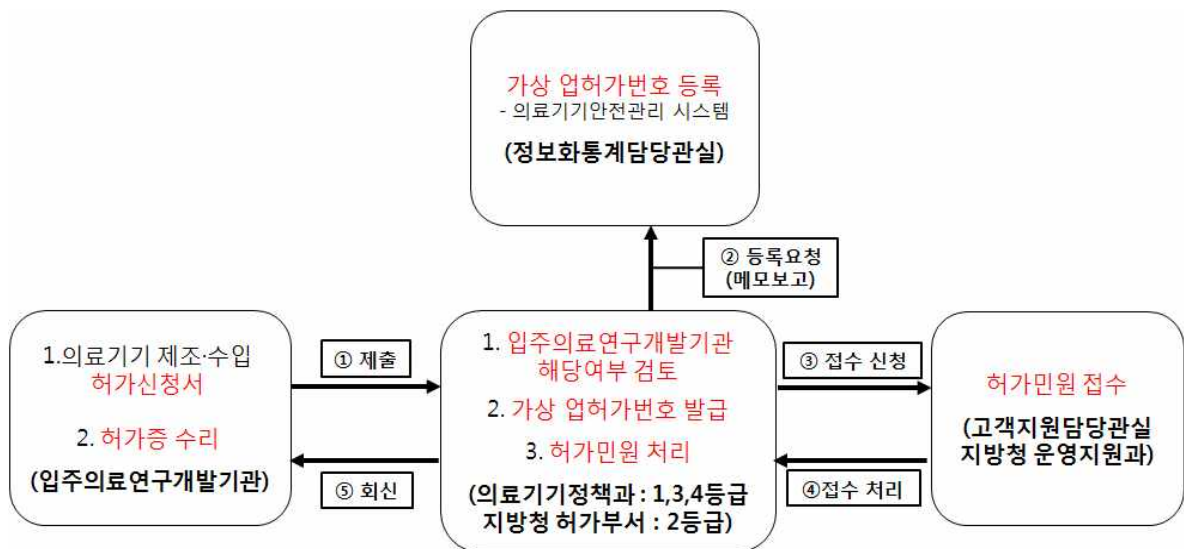 가상 업허가번호 등록
- 의료기기안전관리 시스템
(정보화통계담당관실)
② 등록요청
(메모보고)
1.의료기기 제조·수입
허가신청서
2. 허가증 수리
(입주의료연구개발기관)
① 제출
⑤ 회신
1. 입주의료연구개발기관
해당여부 검토
2. 가상 업허가번호 발급
3. 허가민원 처리
(의료기기정책과 : 1,3,4등급
지방청 허가부서 : 2등급)
③ 접수 신청
④접수 처리
허가민원 접수
(고객지원담당관실
지방청 운영지원과)